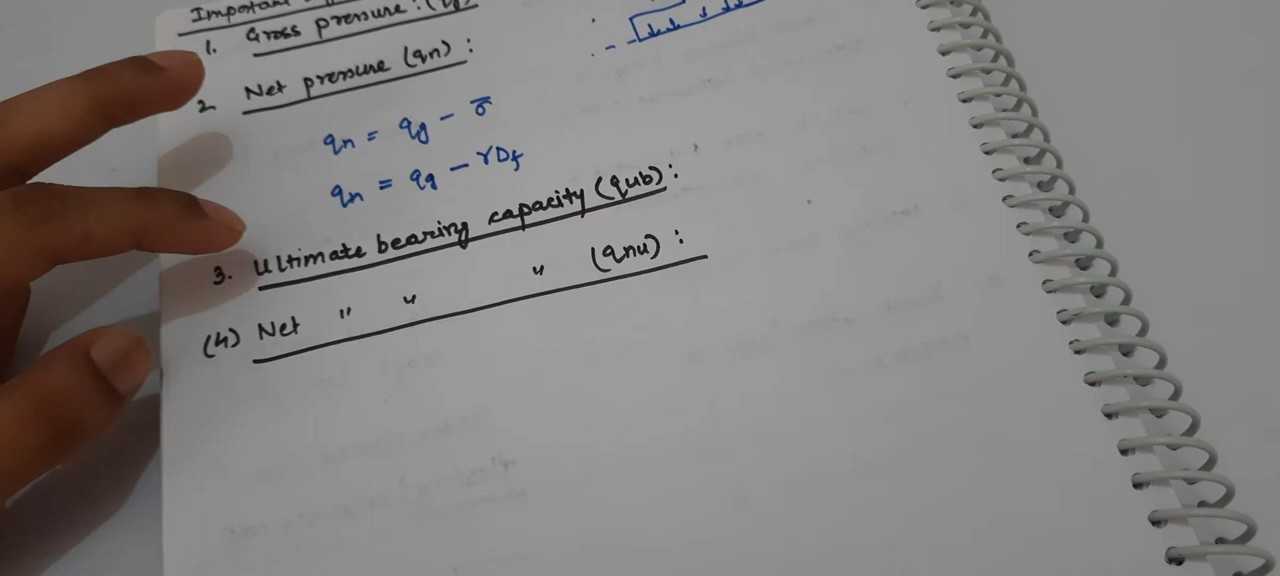 Important
1. Gross pressure :
2 Net pressure (qn) :
qn = qg - σ̄
qn = qg - γDf
3. Ultimate bearing capacity (qub) :
(4) Net " " " (qnu) :